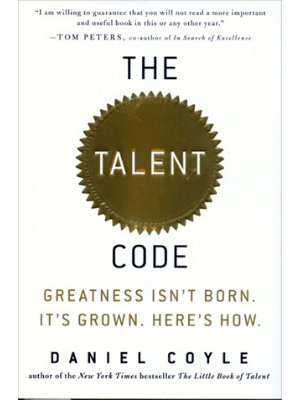 "I am willing to guarantee that you will not read a more important
and useful book in this or any other year."
—TOM PETERS, co-author of In Search of Excellence
THE
TALENT
CODE
GREATNESS ISN'T BORN.
IT'S GROWN. HERE'S HOW.
DANIEL COYLE
author of the New York Times bestseller The Little Book of Talent